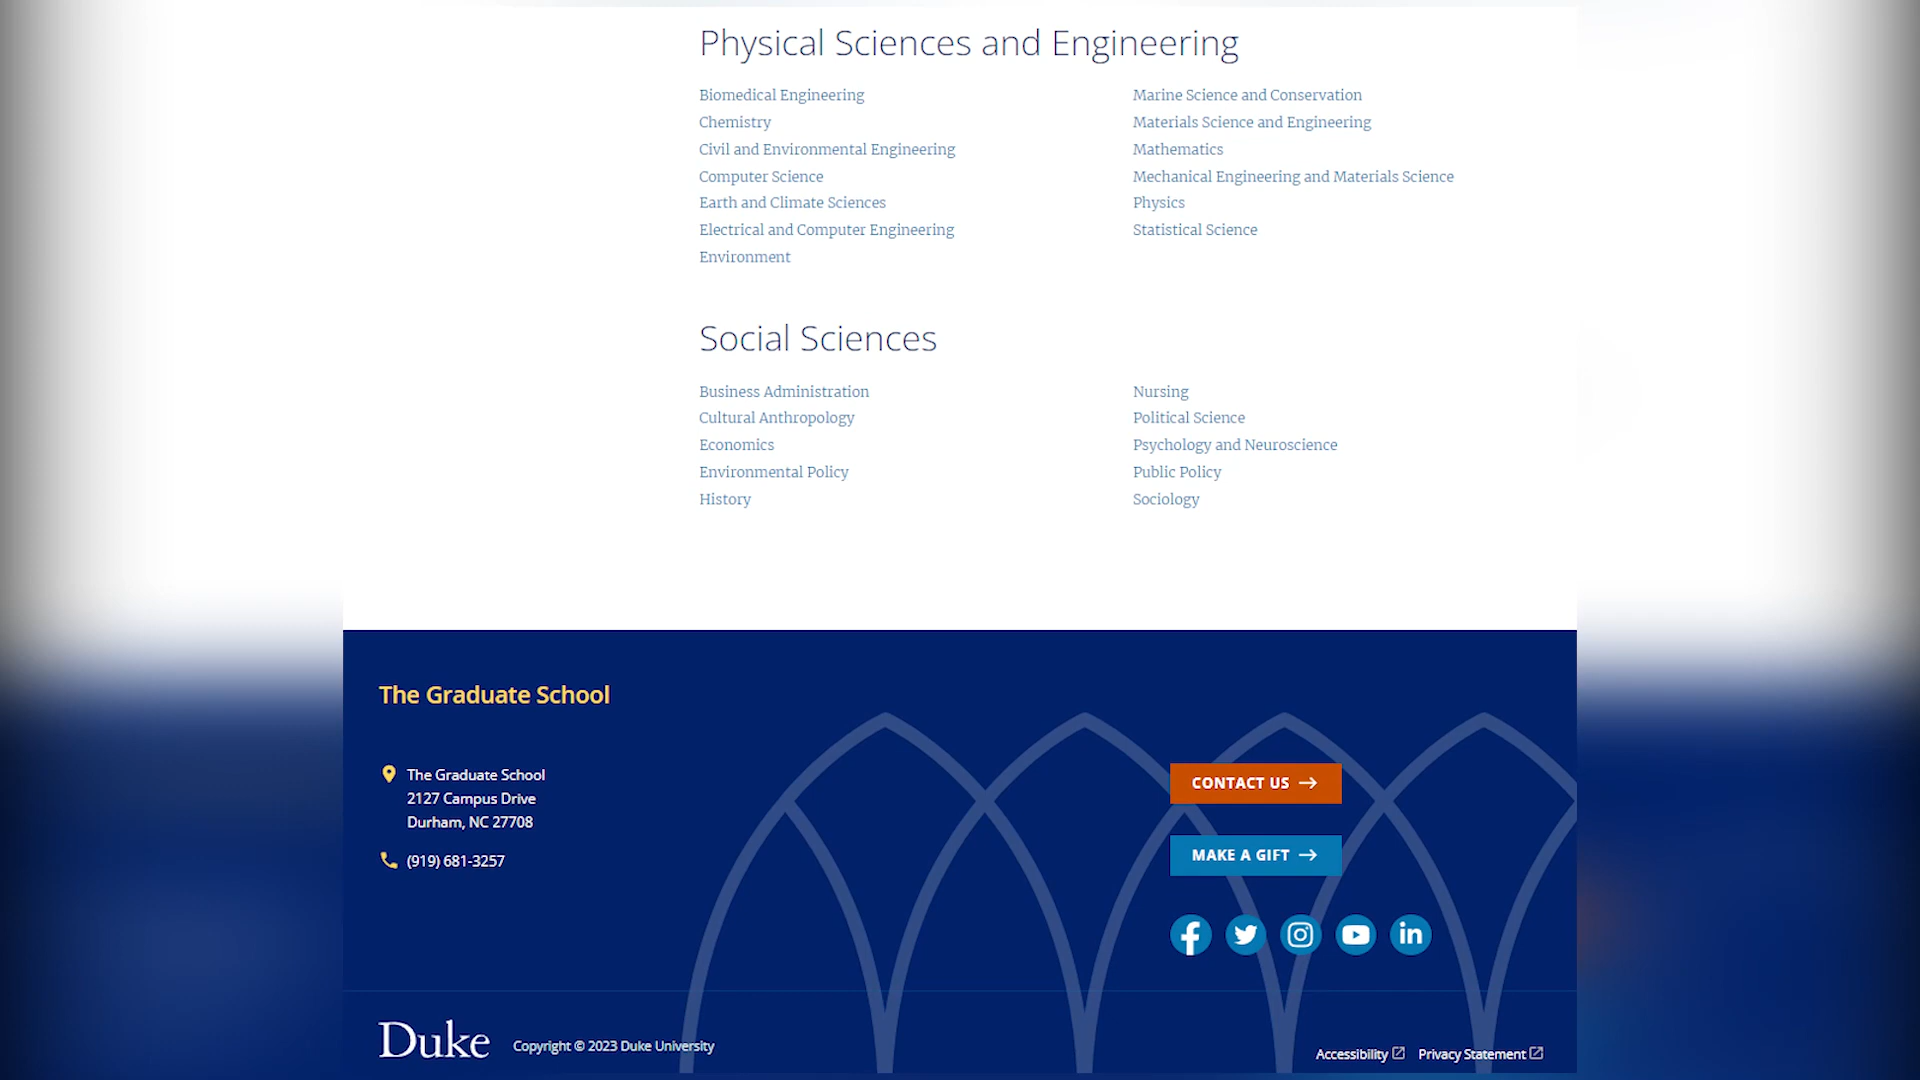 Physical Sciences and Engineering
Biomedical Engineering
Chemistry
Civil and Environmental Engineering
Computer Science
Earth and Climate Sciences
Electrical and Computer Engineering
Environment
Marine Science and Conservation
Materials Science and Engineering
Mathematics
Mechanical Engineering and Materials Science
Physics
Statistical Science
Social Sciences
Business Administration
Cultural Anthropology
Economics
Environmental Policy
History
Nursing
Political Science
Psychology and Neuroscience
Public Policy
Sociology
The Graduate School
The Graduate School
2127 Campus Drive
Durham, NC 27708
(919) 681-3257
CONTACT US
MAKE A GIFT
Duke
Copyright © 2023 Duke University
Accessibility
Privacy Statement